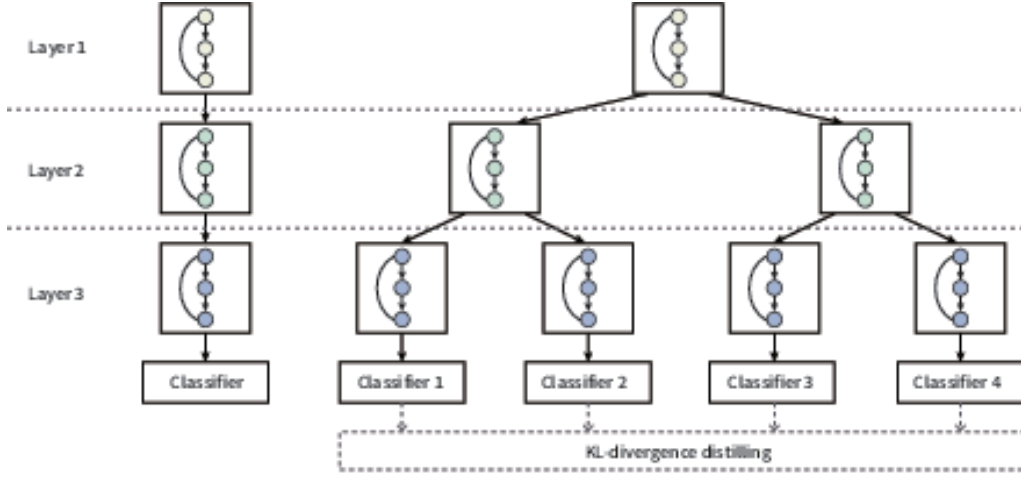 Layer 1
Layer 2
Layer 3
Classifier
Classifier 1
Classifier 2
Classifier 3
Classifier 4
KL-divergence distilling